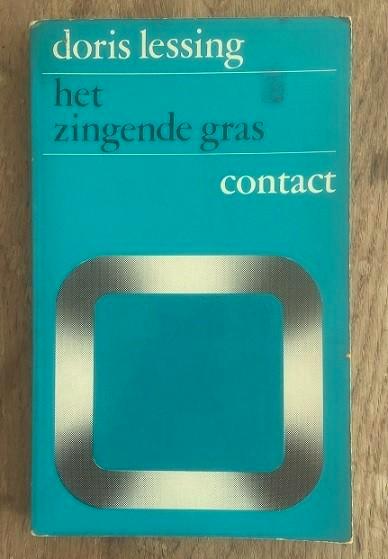 doris lessing
het
zingende gras
contact